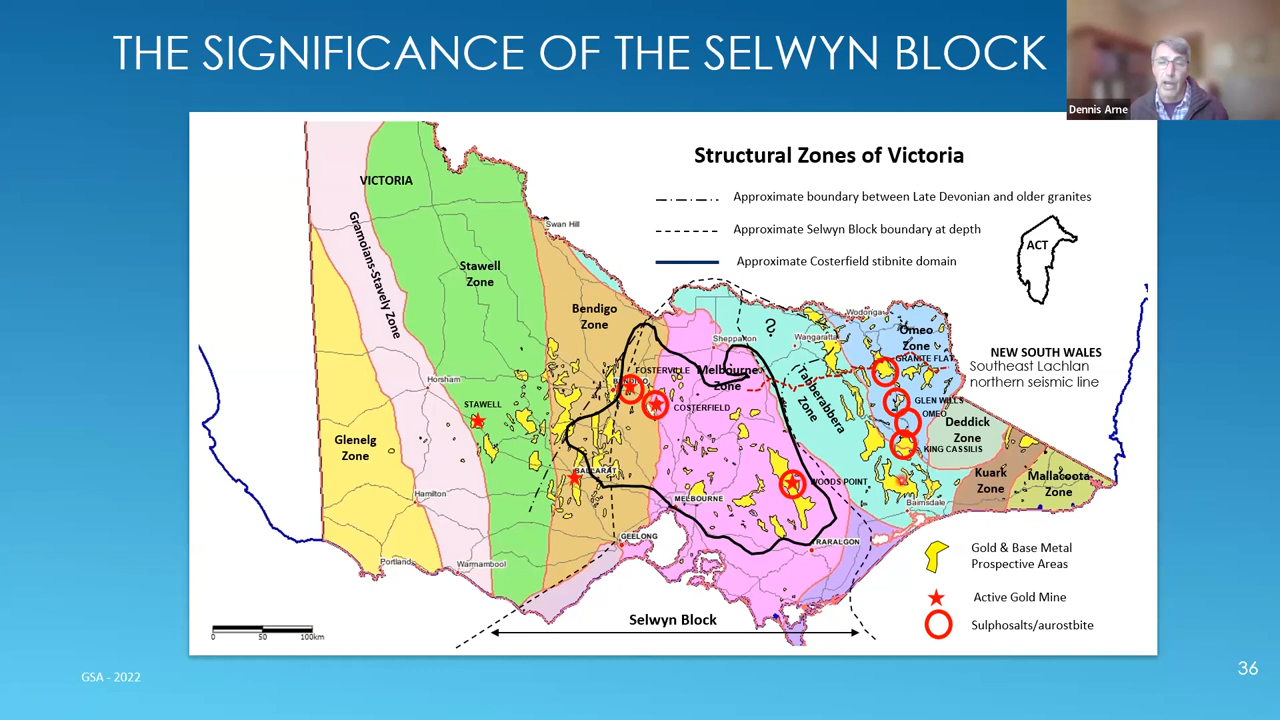 THE SIGNIFICANCE OF THE SELWYN BLOCK
Dennis Arne
Structural Zones of Victoria
Approximate boundary between Late Devonian and older granites
Approximate Selwyn Block boundary at depth
Approximate Costerfield stibnite domain
ACT
VICTORIA
Gramoians-Stavely Zone
Swan Hill
Stawell
Zone
Bendigo
Zone
?
Shepparton
Wangaratta
Wodonga
Omeo
Zone
GRANITE FLAT
NEW SOUTH WALES
Southeast Lachlan
northern seismic line
FOSTERVILLE
Melbourne
Zone
Tabberabbera
Zone
Horsham
STAWELL
COSTERFIELD
GLEN WILLS
OMEO
Deddick
Zone
KING CASSILIS
Glenelg
Zone
BALLARAT
WOODS POINT
Kuark
Zone
Mallacoota
Zone
Hamilton
MELBOURNE
Bairnsdale
GEELONG
TRARALGON
Portland
Warrnambool
Gold & Base Metal
Prospective Areas
Active Gold Mine
Sulphosalts/aurostbite
Selwyn Block
0 50 100km
GSA - 2022
36